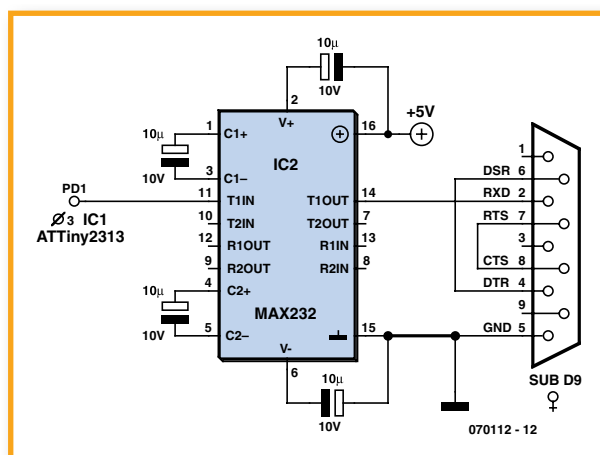 10µ
10V
2
V+
+5V
10µ
10V
1
C1+
16
IC2
3
C1–
PD1
3 IC1
ATTiny2313
11
T1IN
T1OUT
14
10
T2IN
T2OUT
7
12
R1OUT
R1IN
13
9
R2OUT
R2IN
8
10µ
10V
4
C2+
MAX232
5
C2–
15
V-
6
10µ
10V
1
DSR 6
RXD 2
RTS 7
3
CTS 8
DTR 4
9
GND 5
SUB D9
070112 - 12